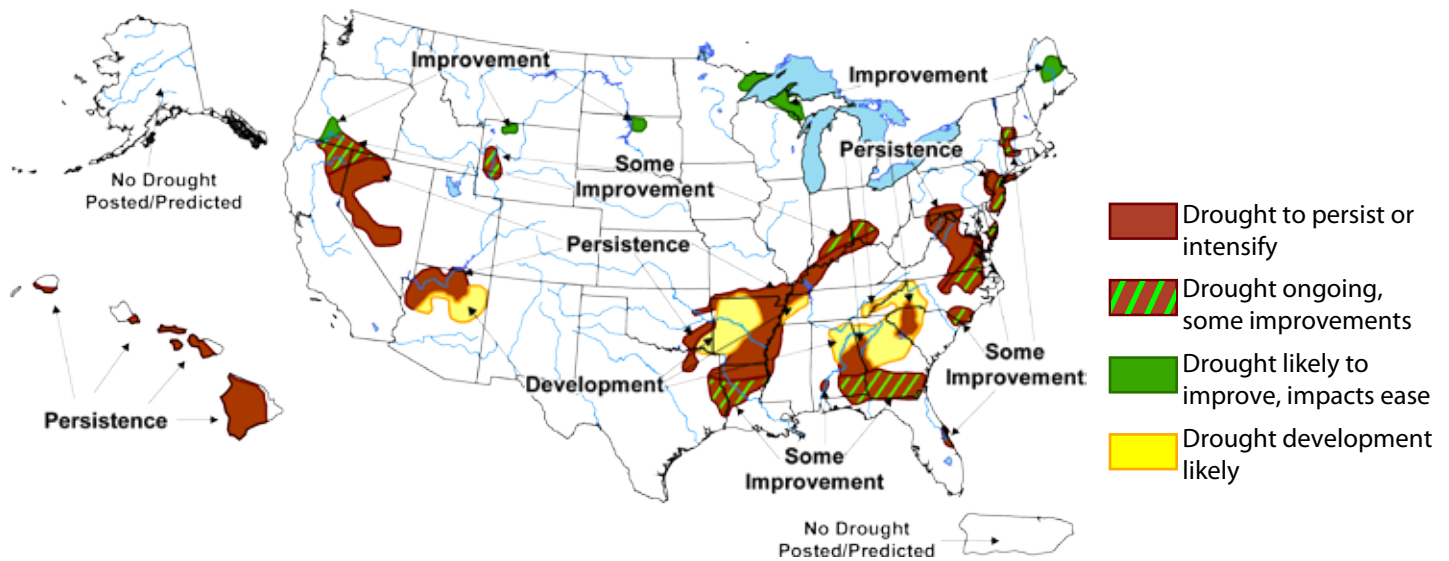 Improvement
Improvement
Persistence
No Drought
Posted/Predicted
Some
Improvement
Persistence
Persistence
Development
Some
Improvement
Some
Improvement
No Drought
Posted/Predicted
Drought to persist or
intensify
Drought ongoing,
some improvements
Drought likely to
improve, impacts ease
Drought development
likely